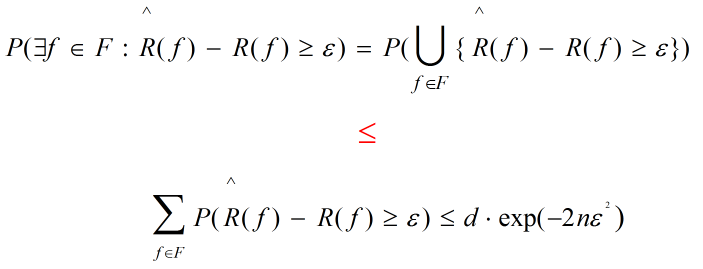 P(∃f ∈ F : R̂(f) − R(f) ≥ ε) = P(⋃_{f∈F} { R̂(f) − R(f) ≥ ε})
≤
∑_{f∈F} P(R̂(f) − R(f) ≥ ε) ≤ d · exp(−2nε²)